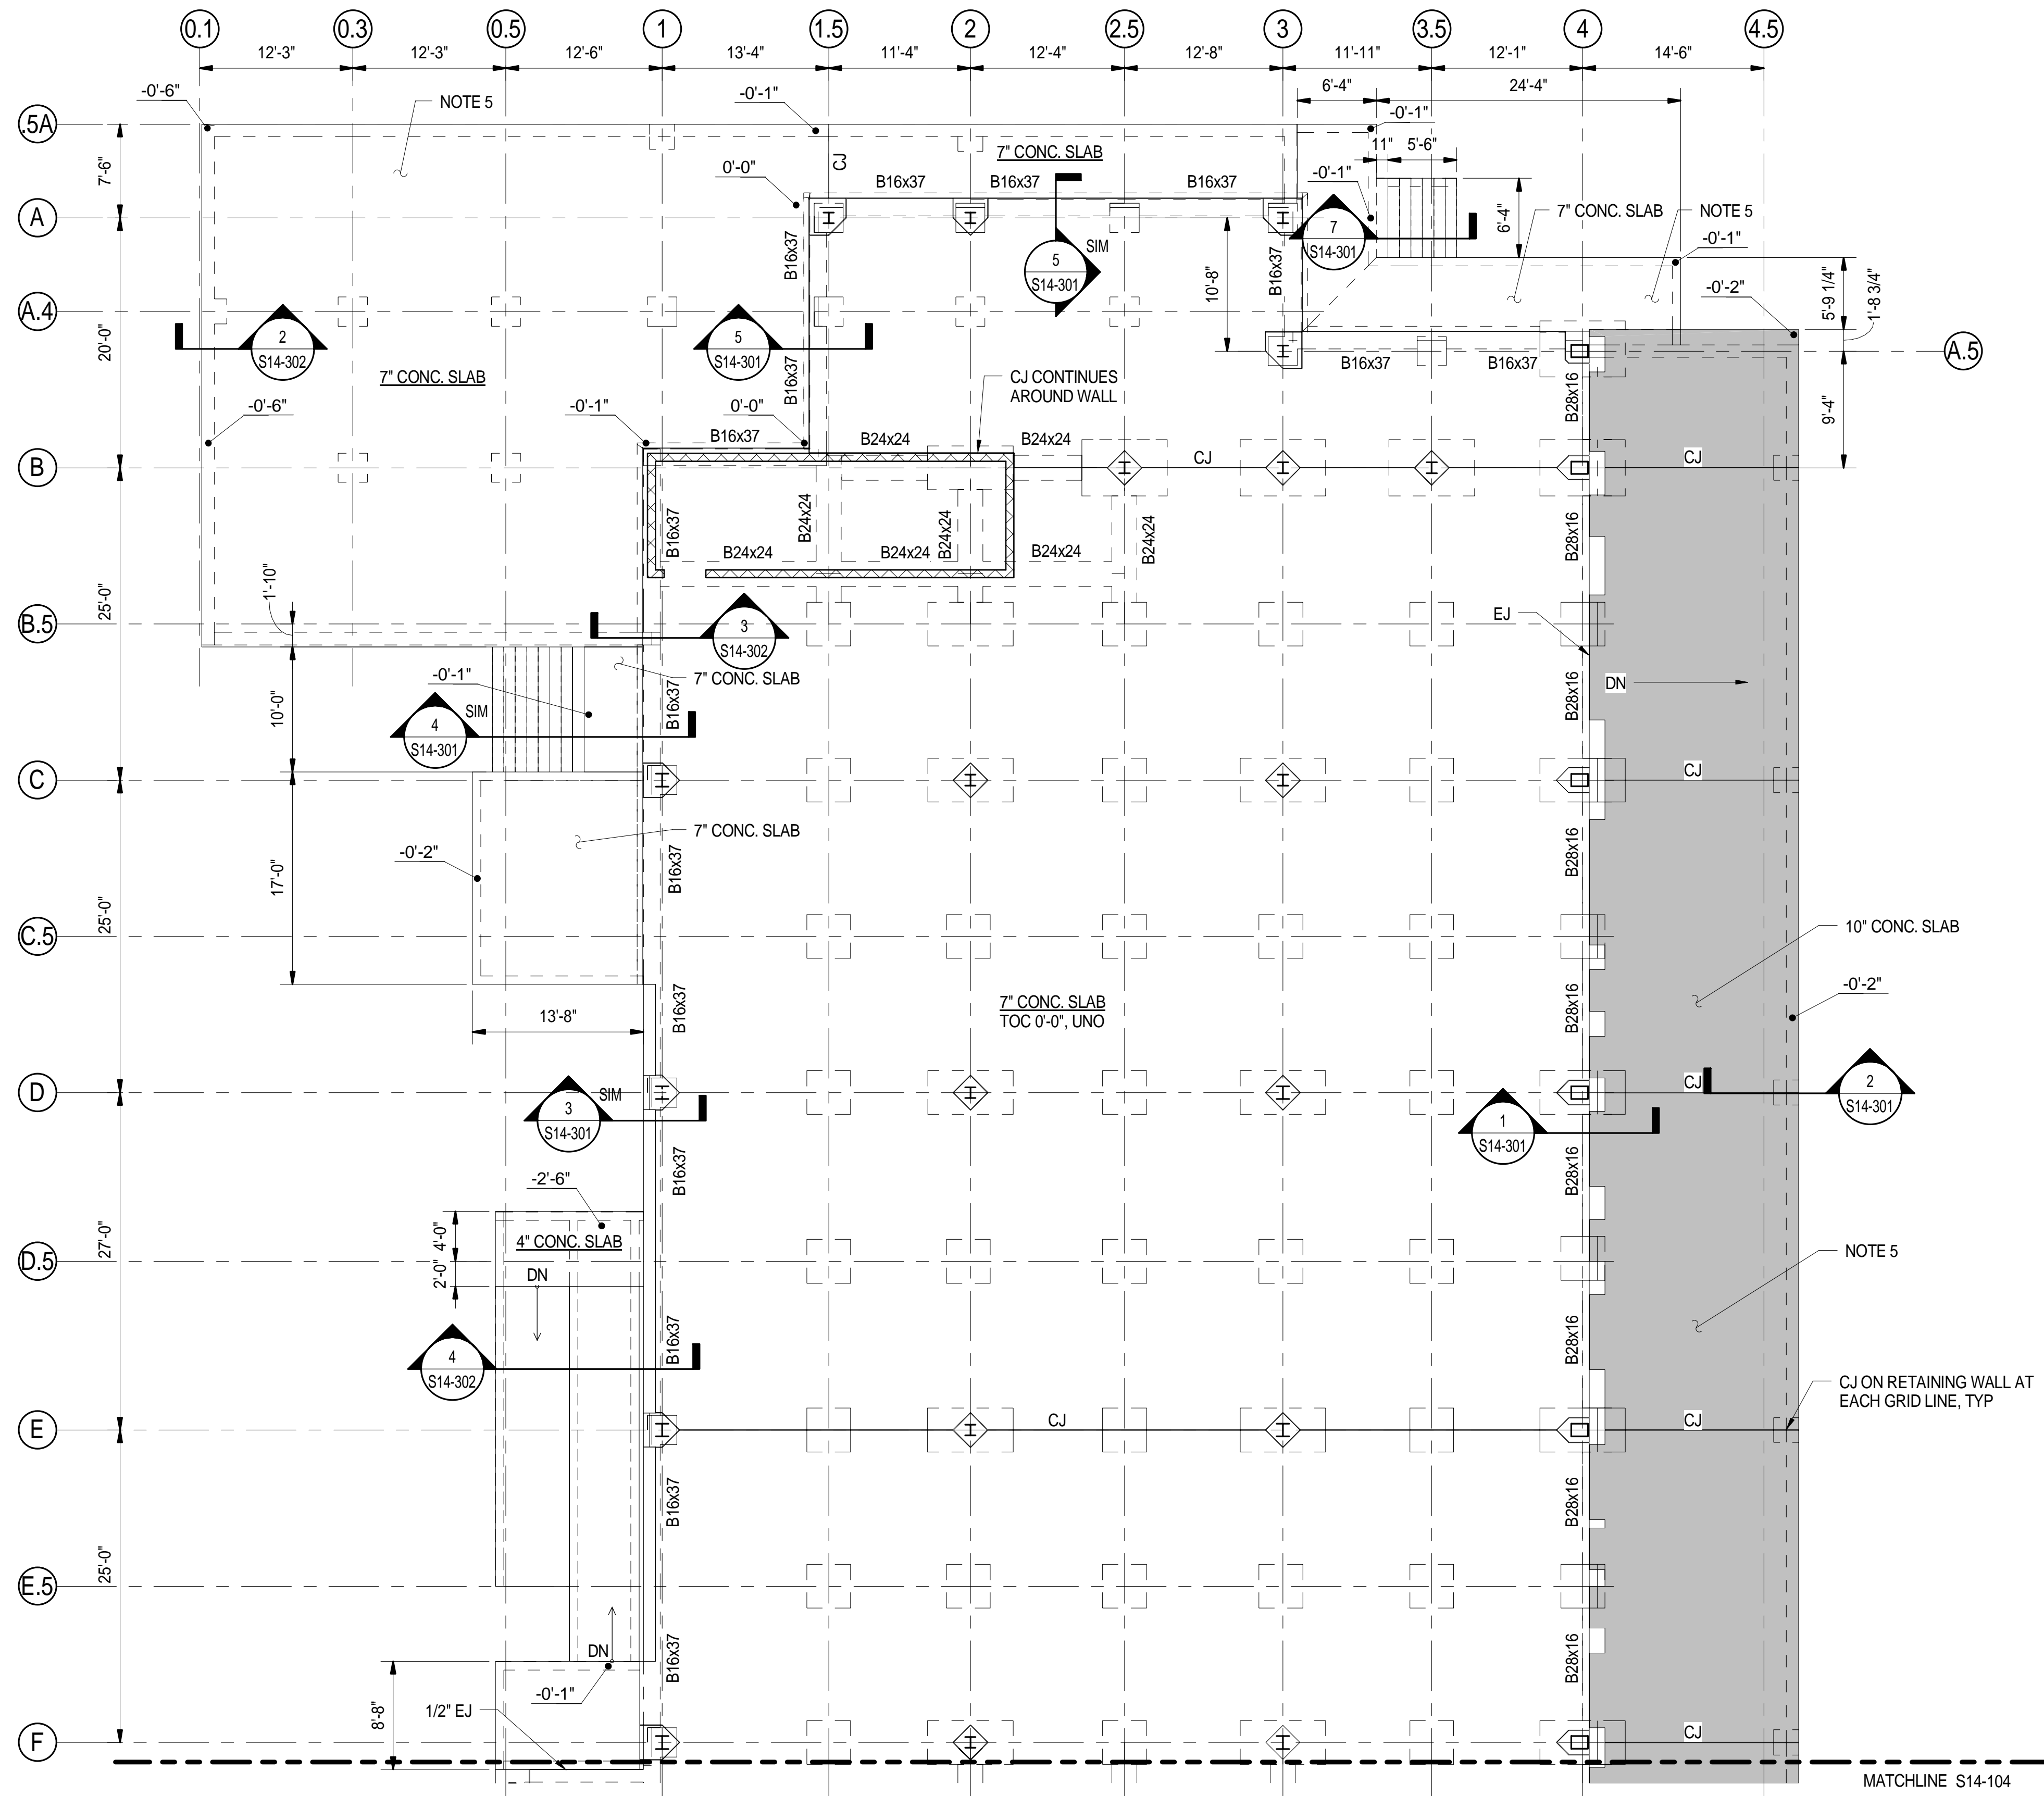 0.1
0.3
0.5
1
1.5
2
2.5
3
3.5
4
4.5
12'-3"
12'-3"
12'-6"
13'-4"
11'-4"
12'-4"
12'-8"
11'-11"
12'-1"
14'-6"
6'-4"
24'-4"
-0'-6"
NOTE 5
-0'-1"
-0'-1"
.5A
7'-6"
CJ
7" CONC. SLAB
11"
5'-6"
0'-0"
B16x37
B16x37
B16x37
-0'-1"
6'-4"
7" CONC. SLAB
NOTE 5
A
B16x37
5
S14-301
SIM
B16x37
7
S14-301
-0'-1"
-0'-2"
5'-9 1/4"
1'-8 3/4"
10'-8"
A.4
20'-0"
2
S14-302
5
S14-301
7" CONC. SLAB
B16x37
CJ CONTINUES
AROUND WALL
B16x37
B16x37
B28x16
A.5
9'-4"
-0'-6"
-0'-1"
0'-0"
B16x37
B24x24
B24x24
B
CJ
CJ
B16x37
B24x24
B24x24
B24x24
B28x16
B24x24
B24x24
B24x24
25'-0"
1'-10"
B.5
3
S14-302
EJ
7" CONC. SLAB
-0'-1"
10'-0"
B16x37
B28x16
DN
4
S14-301
SIM
C
CJ
7" CONC. SLAB
-0'-2"
17'-0"
B16x37
B28x16
25'-0"
C.5
10" CONC. SLAB
-0'-2"
13'-8"
B16x37
7" CONC. SLAB
TOC 0'-0", UNO
B28x16
D
3
S14-301
SIM
CJ
2
S14-301
1
S14-301
B16x37
B28x16
-2'-6"
4'-0"
27'-0"
4" CONC. SLAB
NOTE 5
D.5
2'-0"
DN
B16x37
B28x16
4
S14-302
CJ ON RETAINING WALL AT
EACH GRID LINE, TYP
E
CJ
CJ
B16x37
B28x16
25'-0"
E.5
DN
B16x37
B28x16
-0'-1"
8'-8"
1/2" EJ
F
CJ
MATCHLINE S14-104